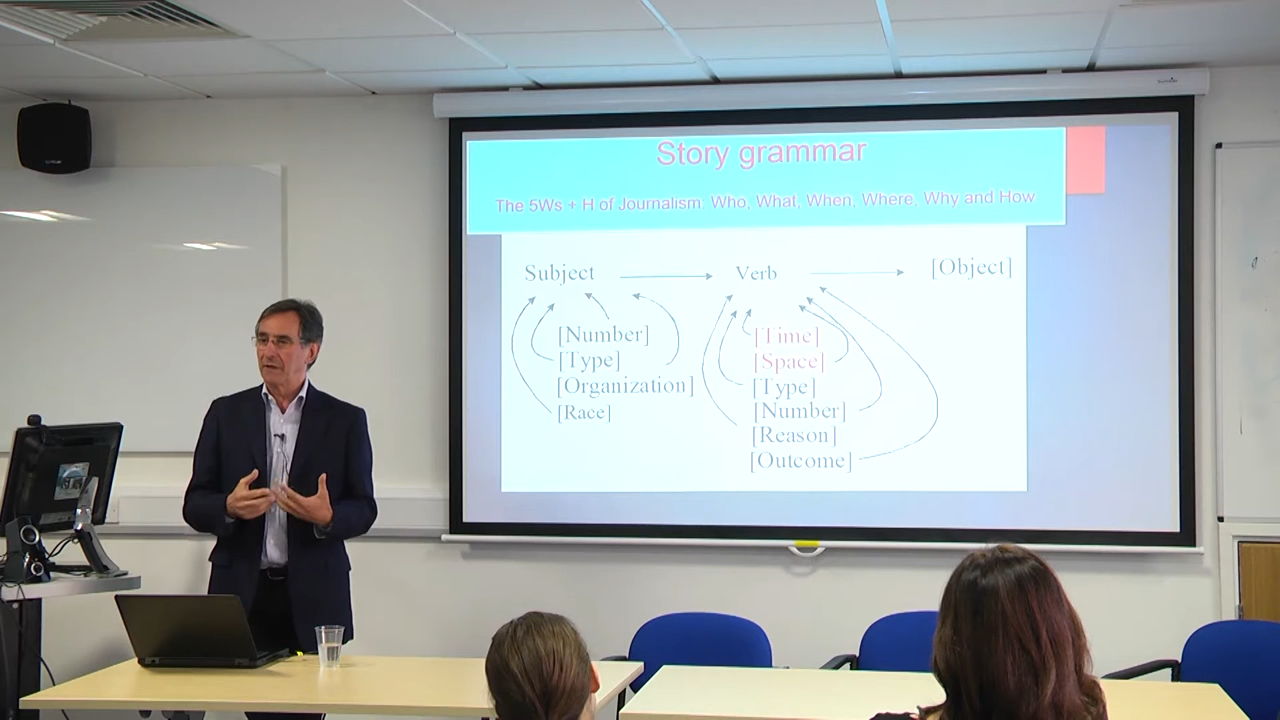 Story grammar
The 5Ws + H of Journalism: Who, What, When, Where, Why and How
Subject Verb [Object]
[Number]
[Type]
[Organization]
[Race]
[Time]
[Space]
[Type]
[Number]
[Reason]
[Outcome]